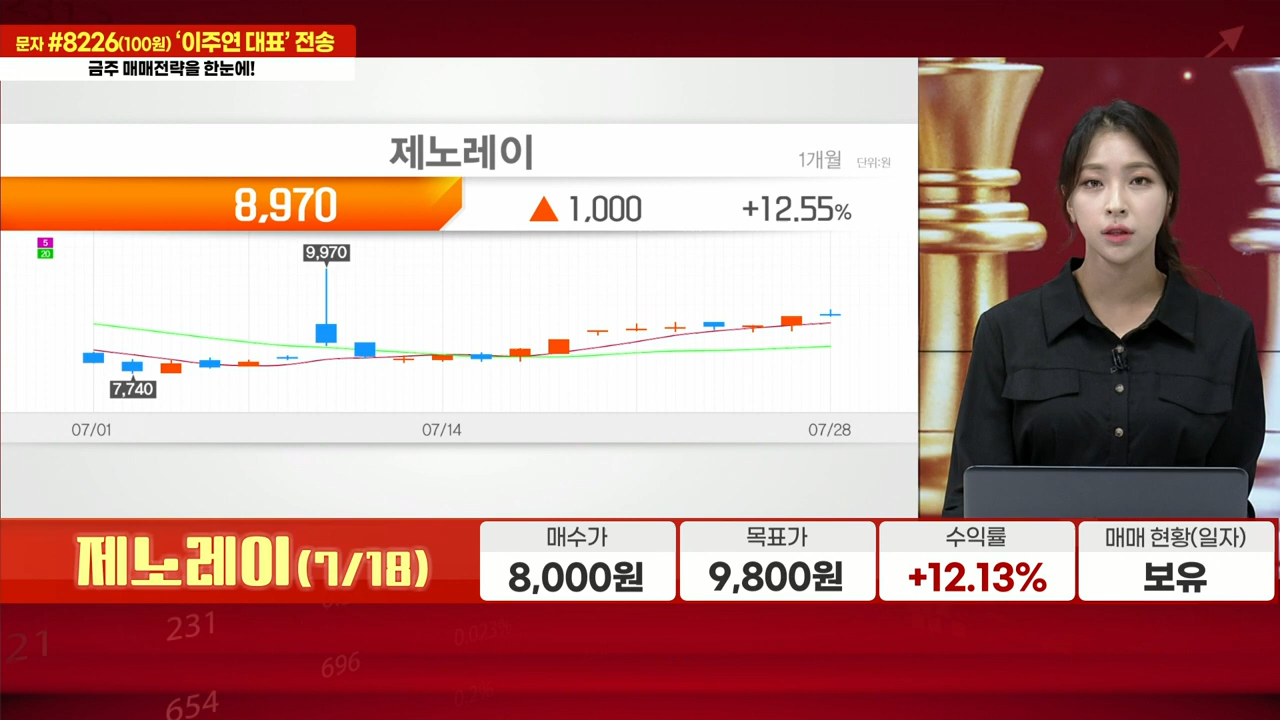 문자 #8226(100원) ‘이주연 대표’ 전송
금주 매매전략을 한눈에!
제노레이
1개월 단위:원
8,970 ▲ 1,000 +12.55%
5
20
9,970
7,740
07/01 07/14 07/28
제노레이(7/18)
매수가 목표가 수익률 매매 현황(일자)
8,000원 9,800원 +12.13% 보유
21
231
696
654
0.023%